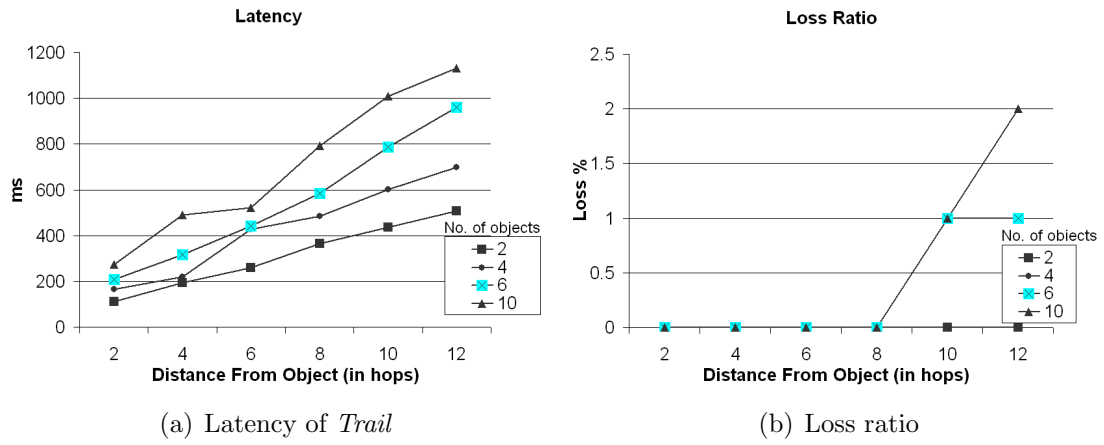 Latency
1200
1000
800
600
400
200
0
ms
2 4 6 8 10 12
Distance From Object (in hops)
No. of objects
2
4
6
10
(a) Latency of Trail
Loss Ratio
2.5
2
1.5
1
0.5
0
Loss %
2 4 6 8 10 12
Distance From Object (in hops)
No. of objects
2
4
6
10
(b) Loss ratio